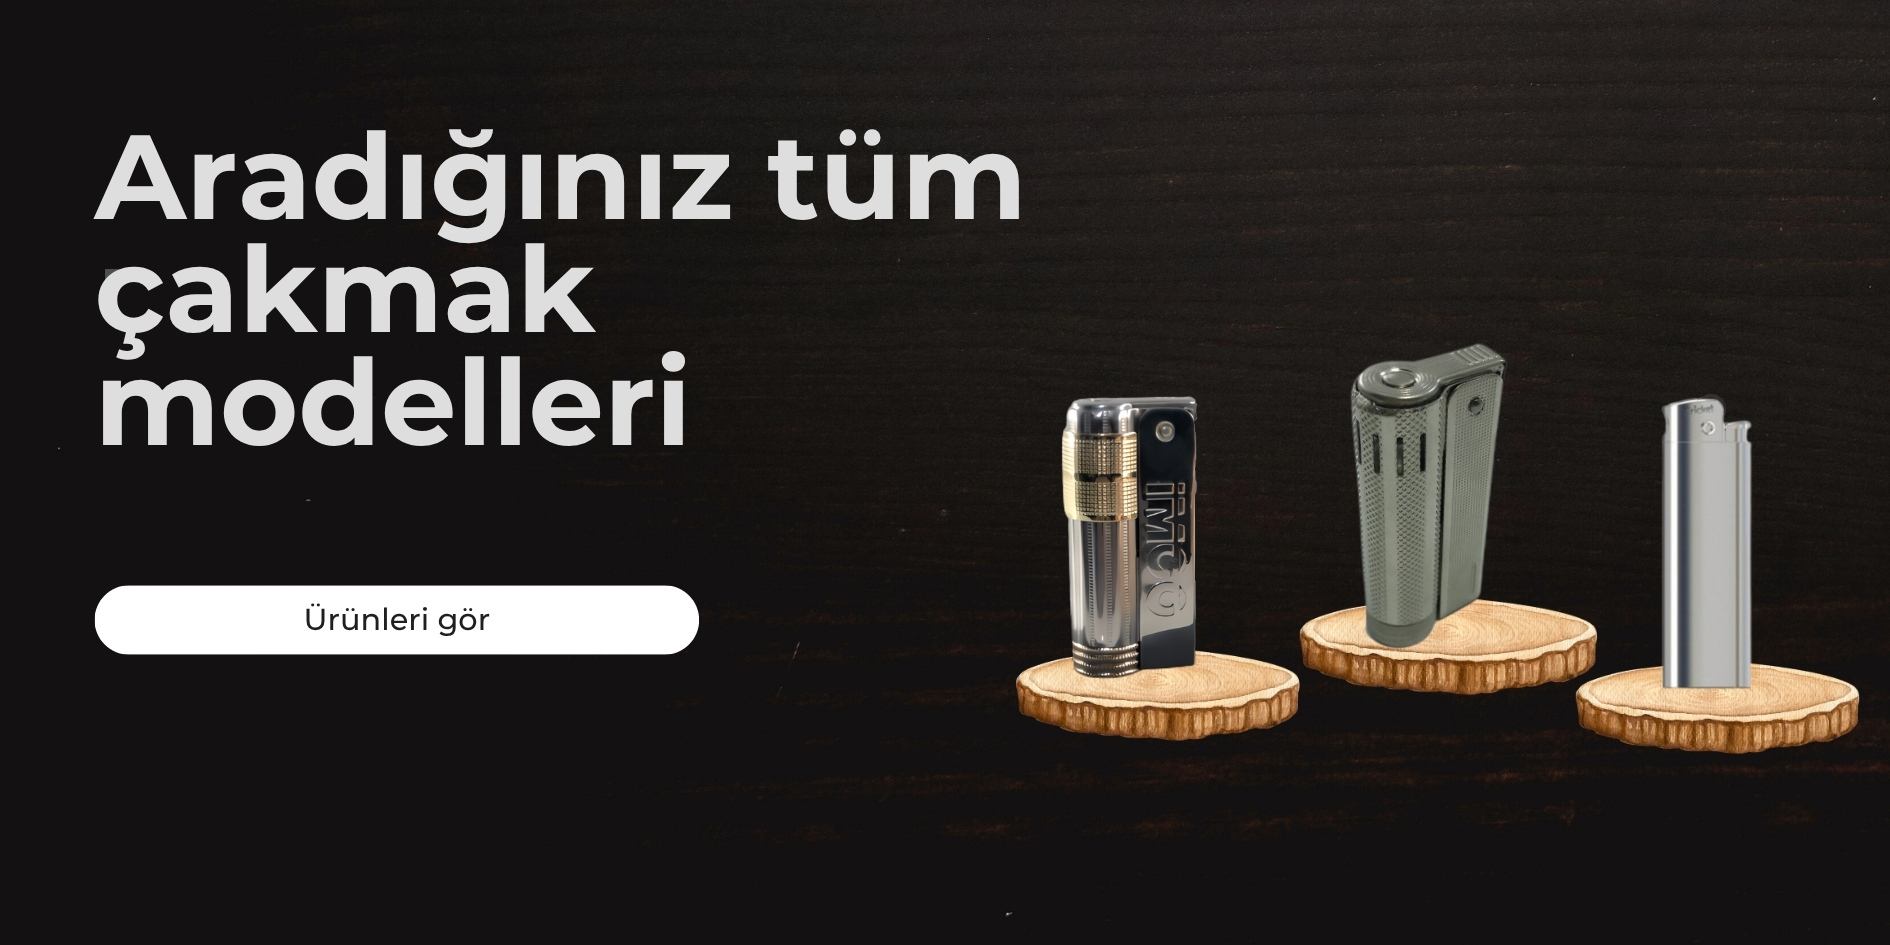 Aradığınız tüm
çakmak
modelleri
Ürünleri gör
iMCO